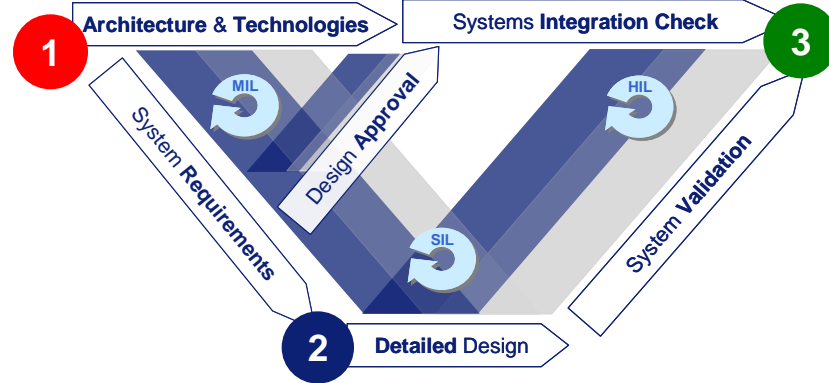 1
Architecture & Technologies
Systems Integration Check
3
MIL
HIL
Design Approval
System Requirements
System Validation
SIL
2
Detailed Design